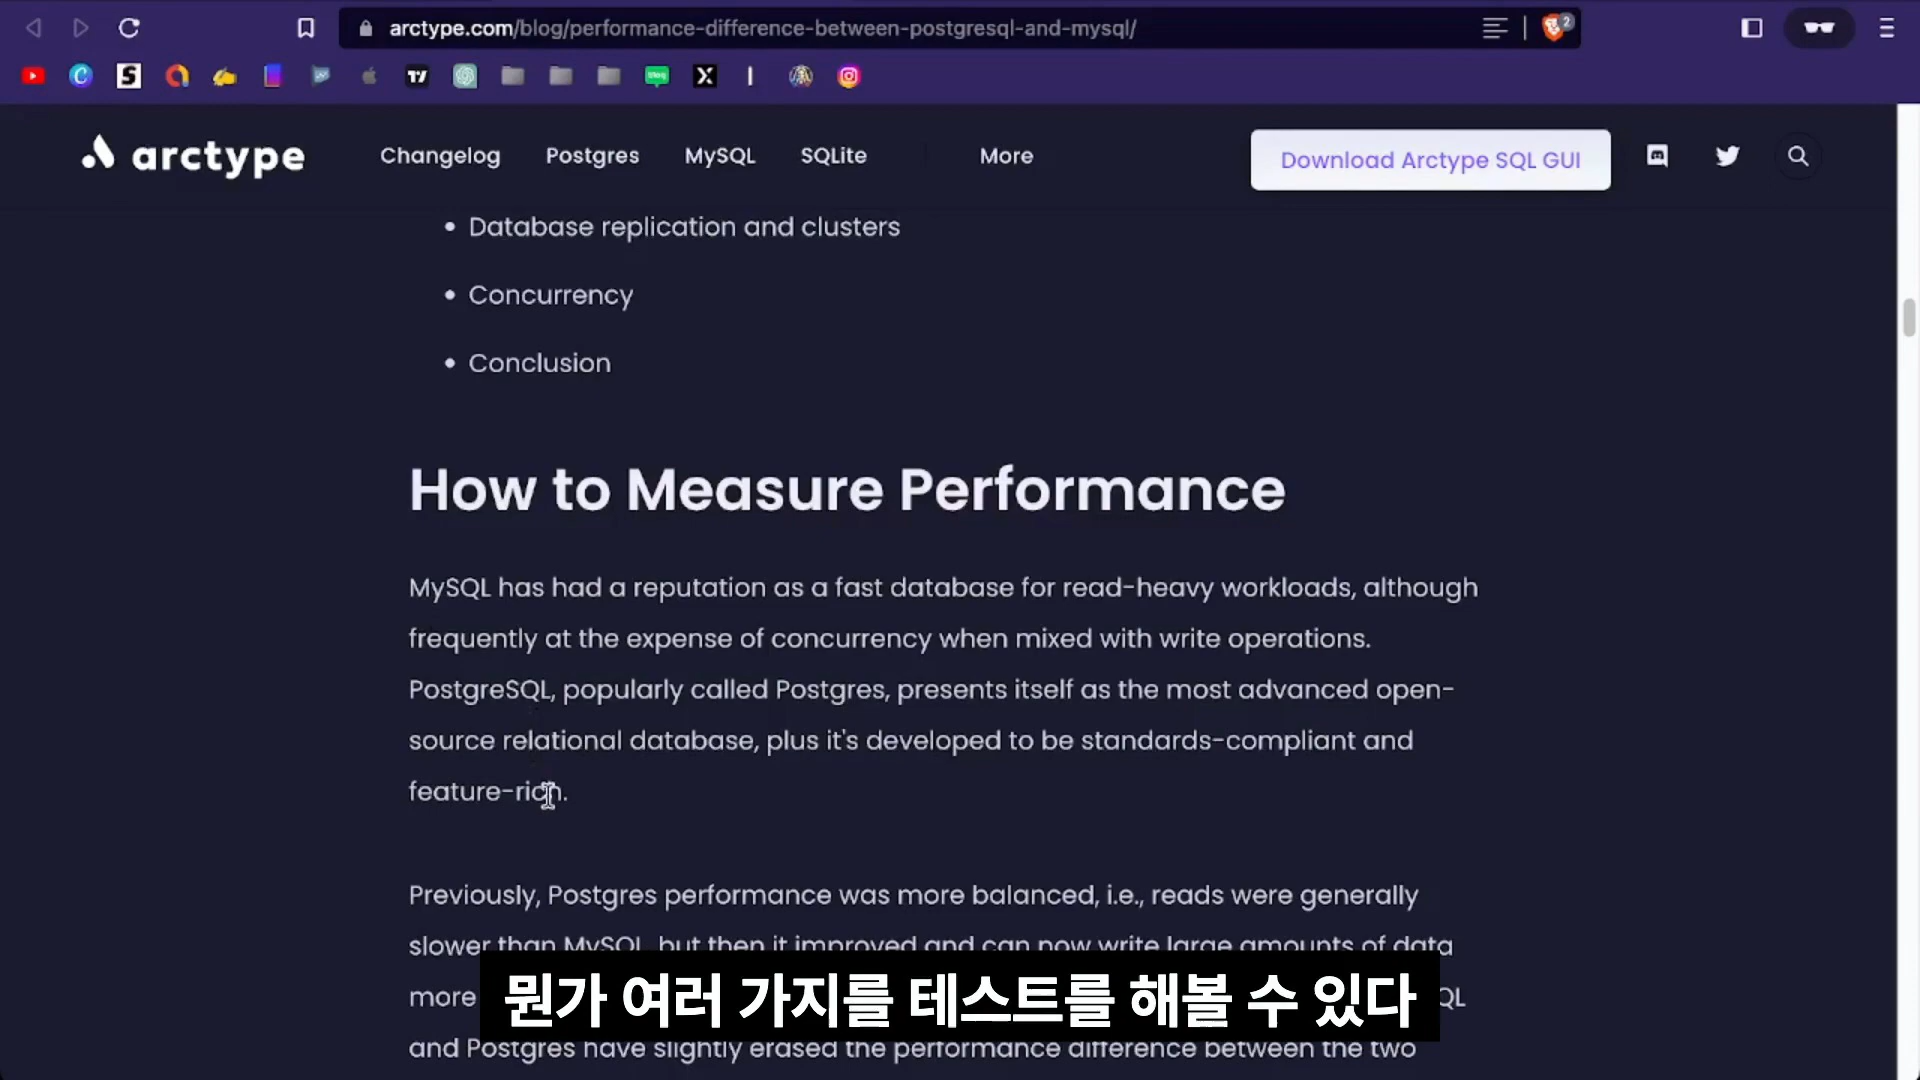 arctype.com/blog/performance-difference-between-postgresql-and-mysql/
2
arctype
Changelog
Postgres
MySQL
SQLite
More
Download Arctype SQL GUI
• Database replication and clusters
• Concurrency
• Conclusion
How to Measure Performance
MySQL has had a reputation as a fast database for read-heavy workloads, although
frequently at the expense of concurrency when mixed with write operations.
PostgreSQL, popularly called Postgres, presents itself as the most advanced open-
source relational database, plus it's developed to be standards-compliant and
feature-rich.
Previously, Postgres performance was more balanced, i.e., reads were generally
slower than MySQL, but then it improved and can now write large amounts of data
more
뭔가 여러 가지를 테스트를 해볼 수 있다
and Postgres have slightly erased the performance difference between the two